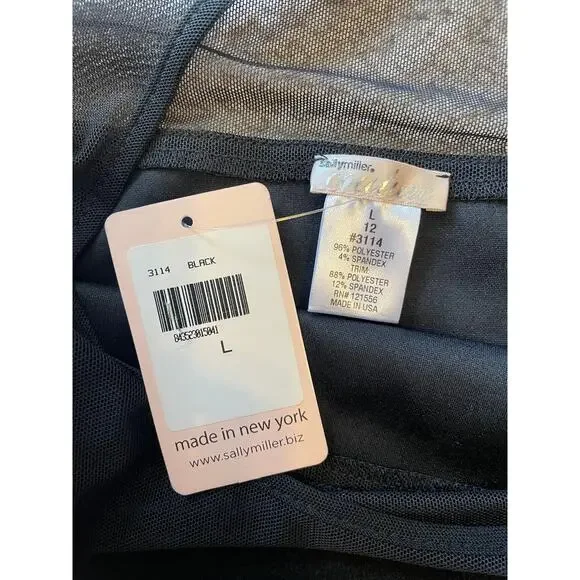 3114 BLACK
843523015041
L
made in new york
www.sallymiller.biz
sallymiller®
L
12
#3114
96% POLYESTER
4% SPANDEX
TRIM:
88% POLYESTER
12% SPANDEX
RN# 121556
MADE IN USA